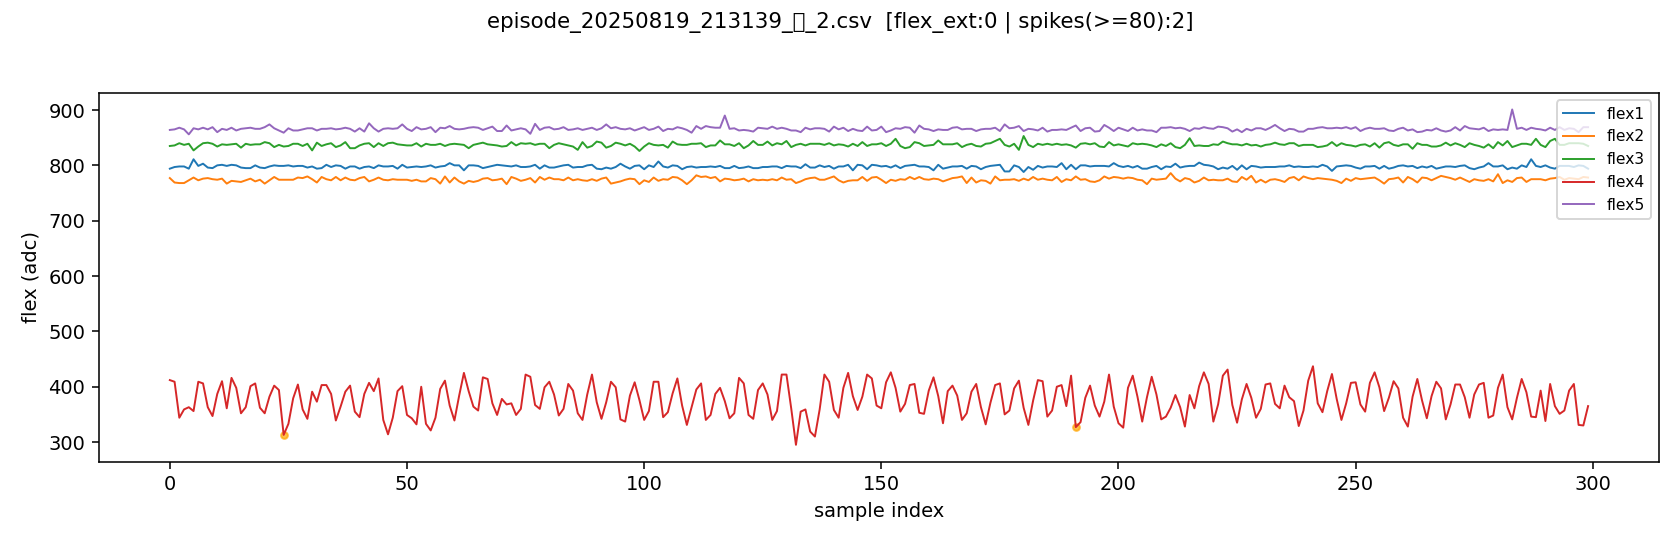 episode_20250819_213139_▯_2.csv [flex_ext:0 | spikes(>=80):2]
900
800
700
600
500
400
300
flex (adc)
flex1
flex2
flex3
flex4
flex5
0
50
100
150
200
250
300
sample index